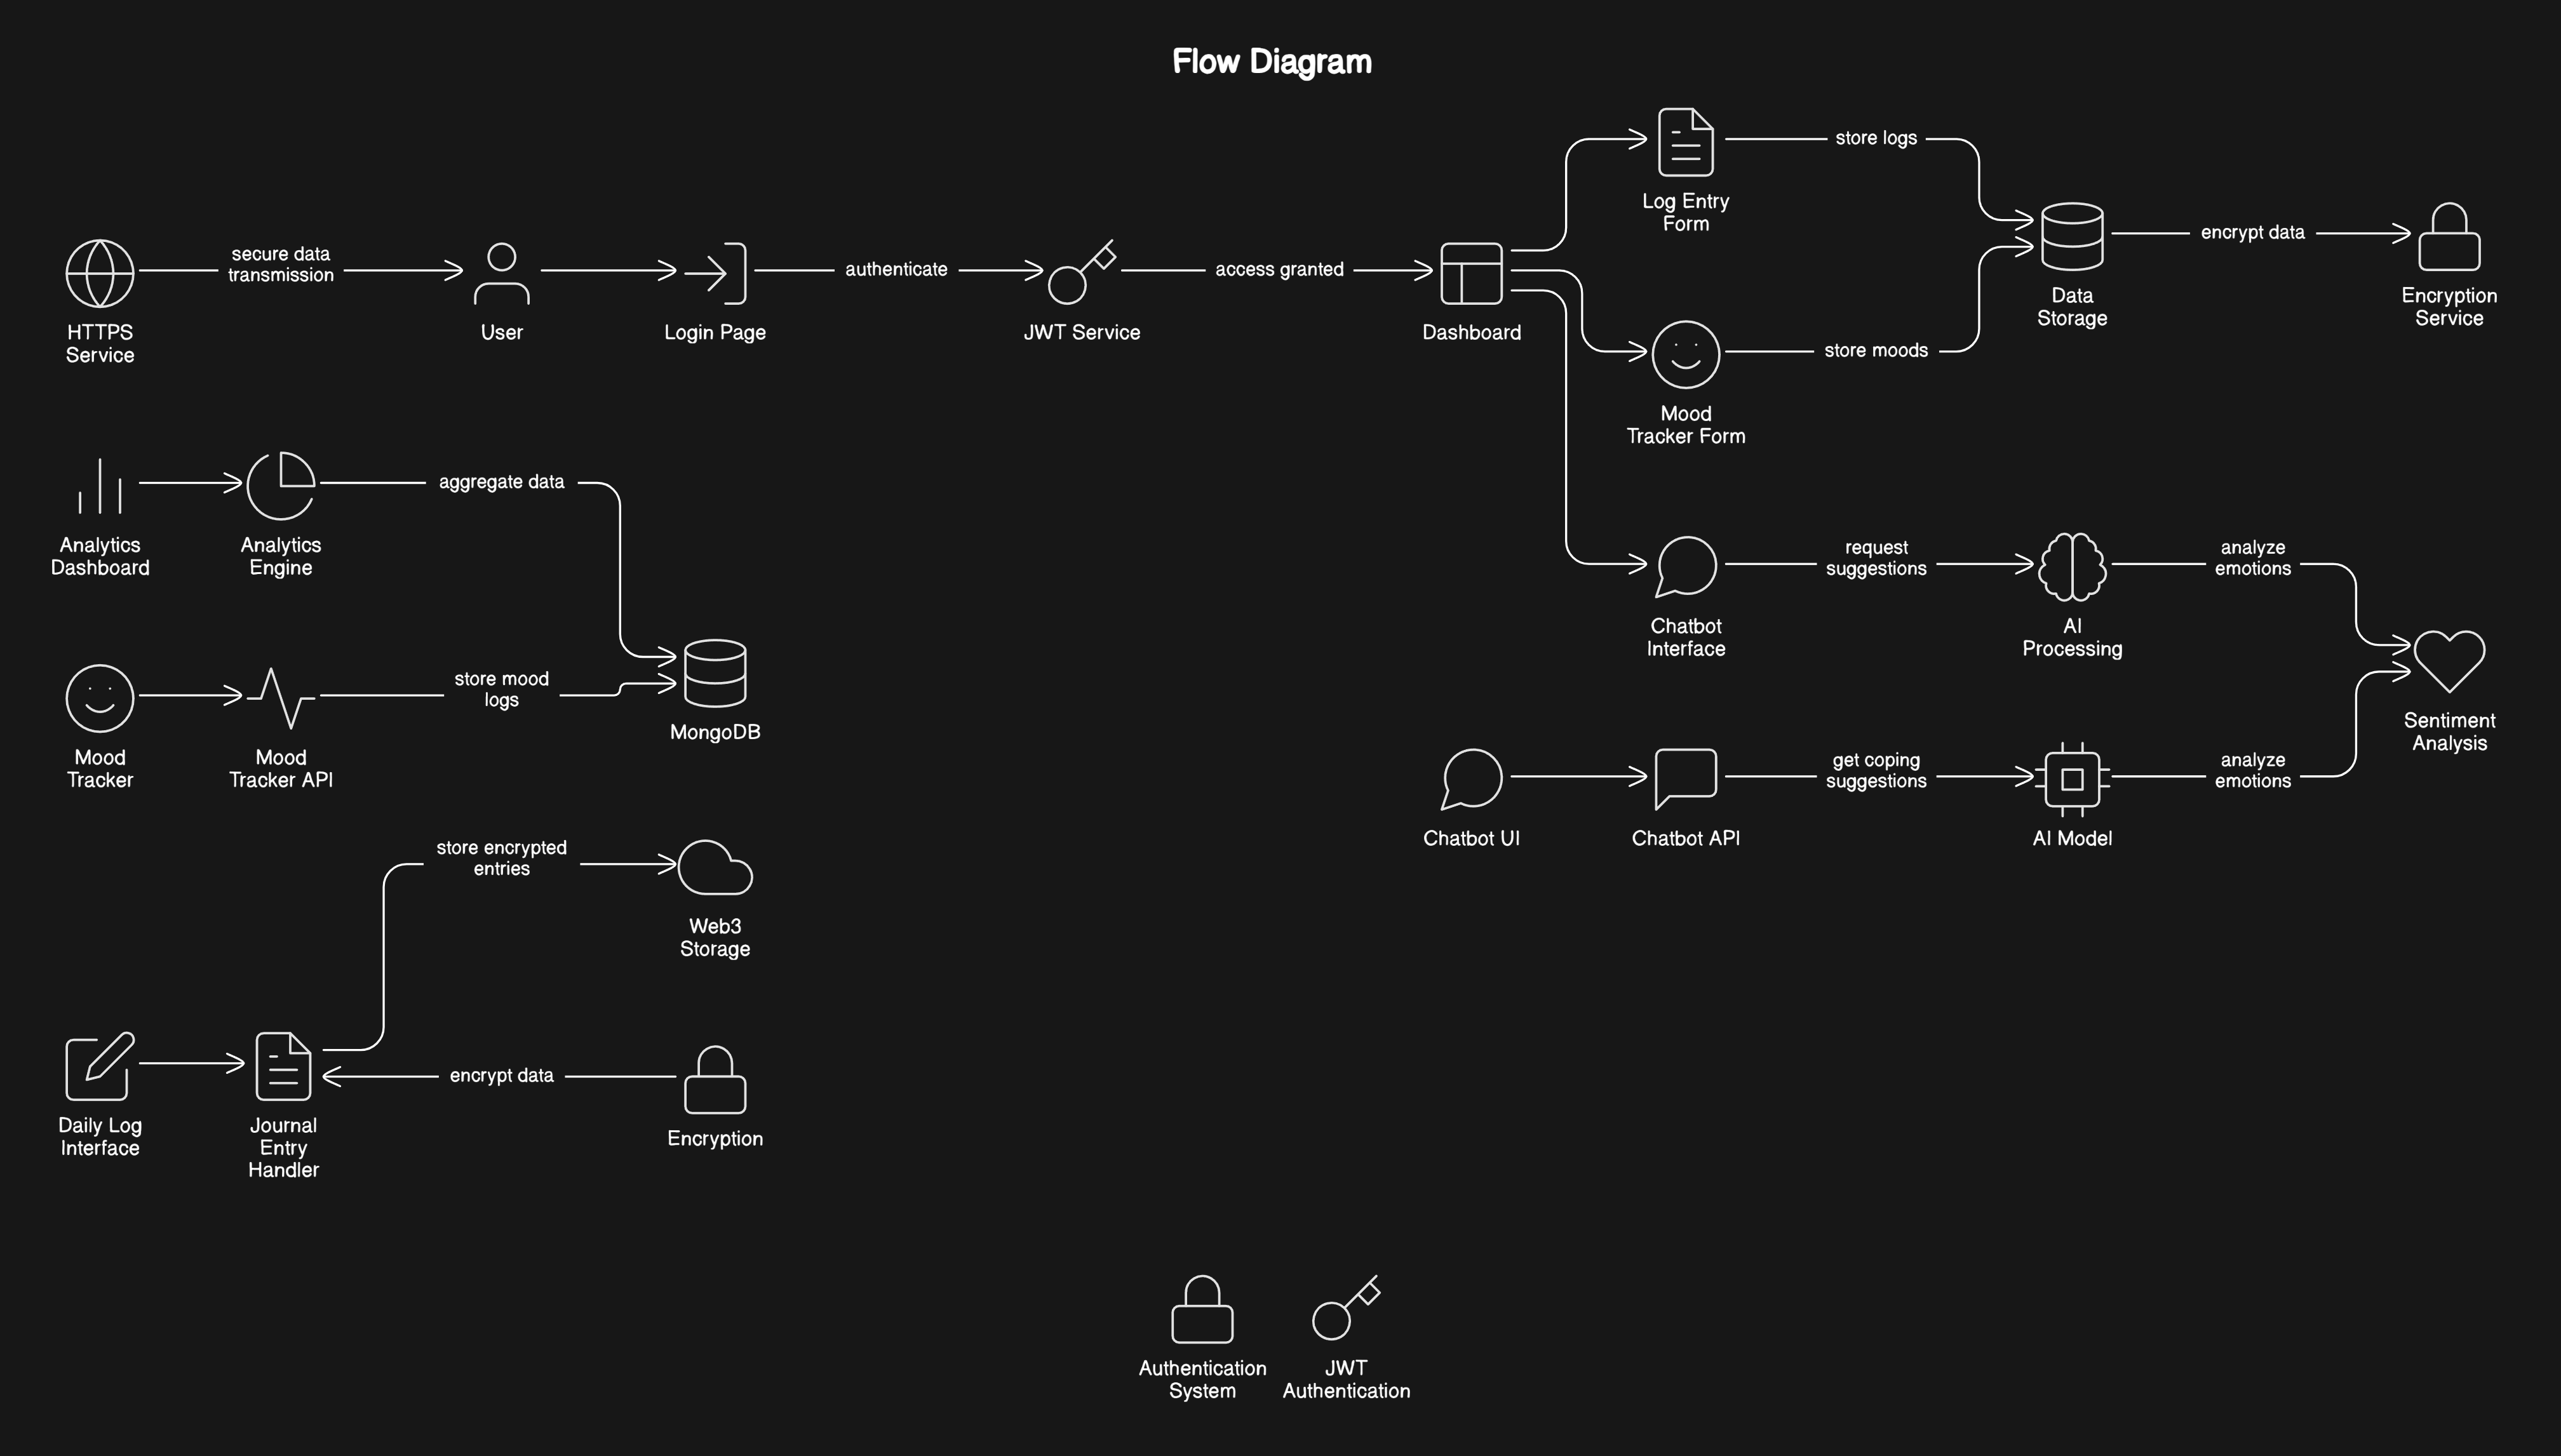 Flow Diagram
store logs
Log Entry
Form
secure data
transmission
authenticate
access granted
encrypt data
HTTPS
Service
User
Login Page
JWT Service
Dashboard
Data
Storage
Encryption
Service
store moods
Mood
Tracker Form
aggregate data
Analytics
Dashboard
Analytics
Engine
request
suggestions
analyze
emotions
Chatbot
Interface
AI
Processing
store mood
logs
MongoDB
Mood
Tracker
Mood
Tracker API
Sentiment
Analysis
get coping
suggestions
analyze
emotions
Chatbot UI
Chatbot API
AI Model
store encrypted
entries
Web3
Storage
encrypt data
Daily Log
Interface
Journal
Entry
Handler
Encryption
Authentication
System
JWT
Authentication